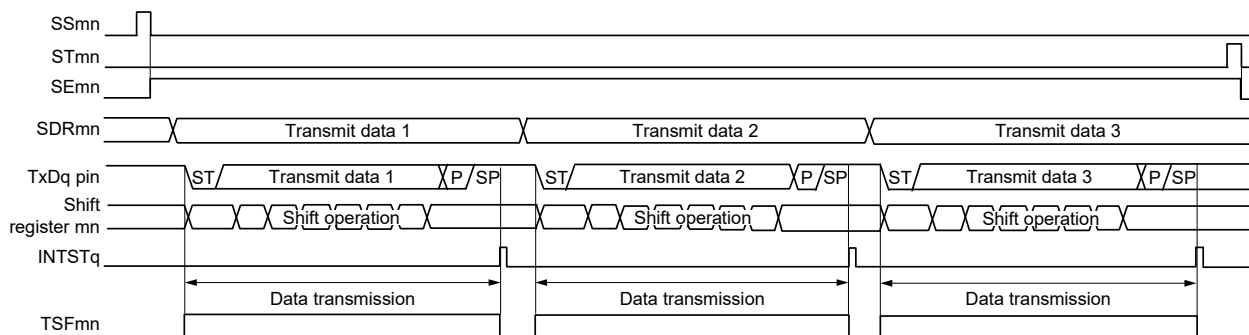 SSmn
STmn
SEmn
SDRmn Transmit data 1 Transmit data 2 Transmit data 3
TxDq pin ST Transmit data 1 P SP ST Transmit data 2 P SP ST Transmit data 3 P SP
Shift
register mn Shift operation Shift operation Shift operation
INTSTq
Data transmission Data transmission Data transmission
TSFmn